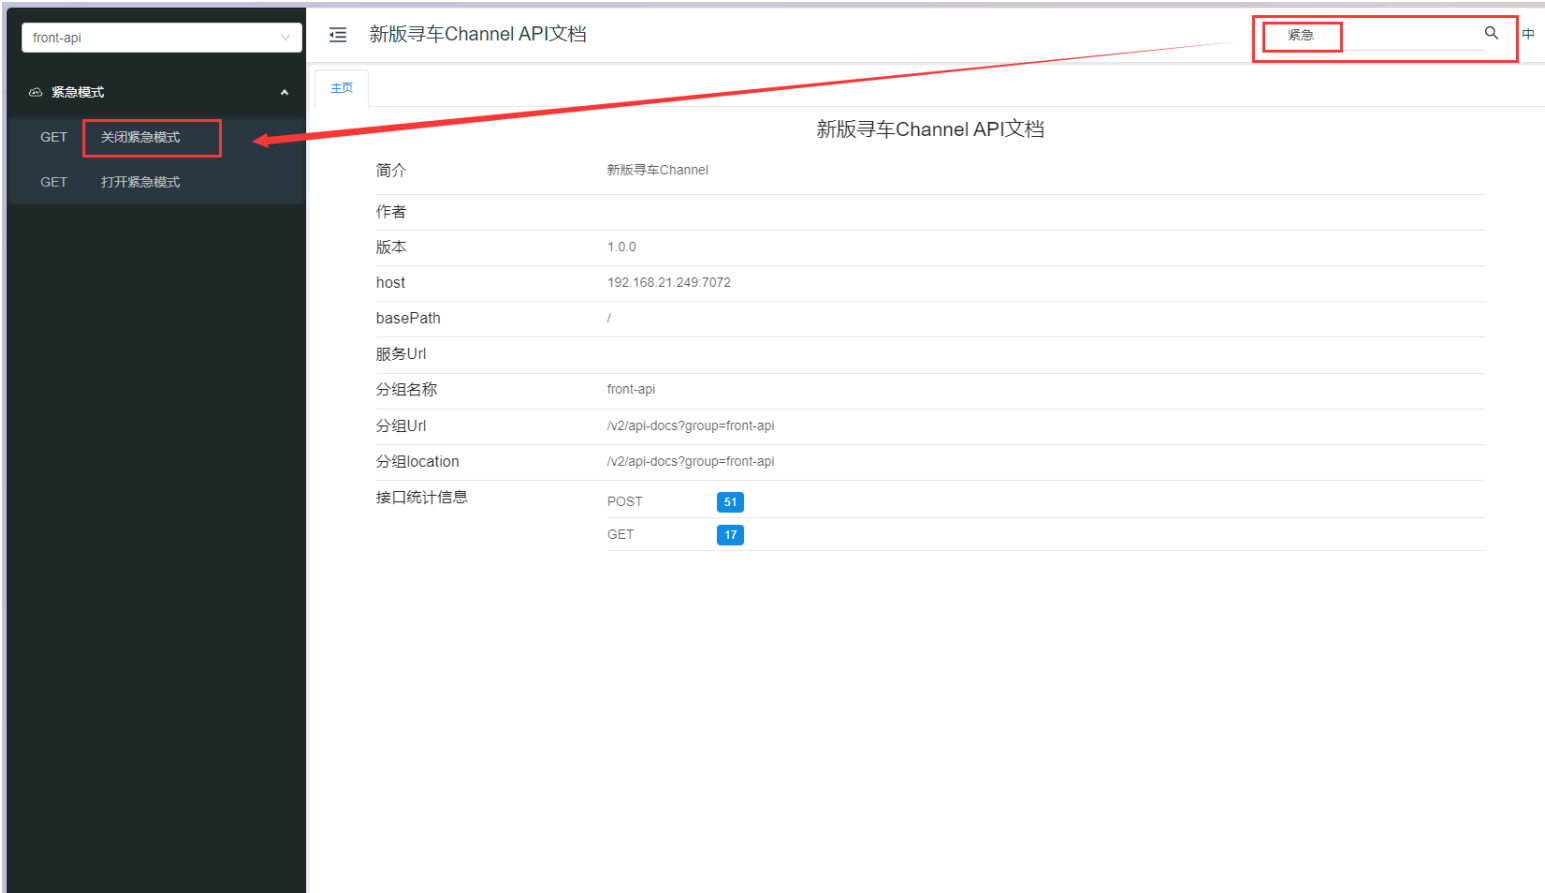 front-api
紧急模式
GET 关闭紧急模式
GET 打开紧急模式
新版寻车Channel API文档
紧急
中
主页
新版寻车Channel API文档
简介 新版寻车Channel
作者
版本 1.0.0
host 192.168.21.249:7072
basePath /
服务Url
分组名称 front-api
分组Url /v2/api-docs?group=front-api
分组location /v2/api-docs?group=front-api
接口统计信息 POST 51
GET 17